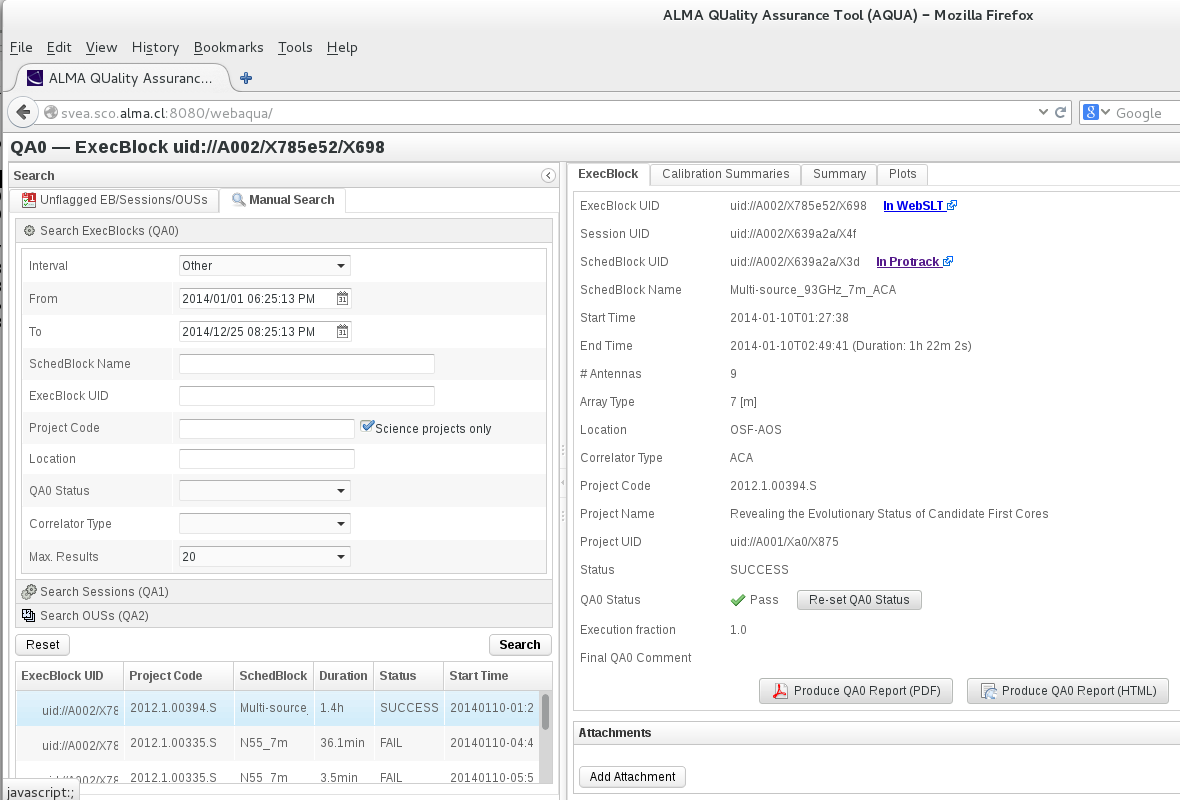 ALMA QUality Assurance Tool (AQUA) – Mozilla Firefox
File Edit View History Bookmarks Tools Help
ALMA QUality Assuranc...
svea.sco.alma.cl:8080/webaqua/
Google
QA0 — ExecBlock uid://A002/X785e52/X698
Search
Unflagged EB/Sessions/OUSs
Manual Search
Search ExecBlocks (QA0)
Interval Other
From 2014/01/01 06:25:13 PM
To 2014/12/25 08:25:13 PM
SchedBlock Name
ExecBlock UID
Project Code Science projects only
Location
QA0 Status
Correlator Type
Max. Results 20
Search Sessions (QA1)
Search OUSs (QA2)
Reset Search
ExecBlock UID Project Code SchedBlock Duration Status Start Time
uid://A002/X78 2012.1.00394.S Multi-source_ 1.4h SUCCESS 20140110-01:2
uid://A002/X78 2012.1.00335.S N55_7m 36.1min FAIL 20140110-04:4
uid://A002/X78 2012.1.00335.S N55_7m 3.5min FAIL 20140110-05:5
javascript:;
ExecBlock Calibration Summaries Summary Plots
ExecBlock UID uid://A002/X785e52/X698 In WebSLT
Session UID uid://A002/X639a2a/X4f
SchedBlock UID uid://A002/X639a2a/X3d In Protrack
SchedBlock Name Multi-source_93GHz_7m_ACA
Start Time 2014-01-10T01:27:38
End Time 2014-01-10T02:49:41 (Duration: 1h 22m 2s)
# Antennas 9
Array Type 7 [m]
Location OSF-AOS
Correlator Type ACA
Project Code 2012.1.00394.S
Project Name Revealing the Evolutionary Status of Candidate First Cores
Project UID uid://A001/Xa0/X875
Status SUCCESS
QA0 Status Pass Re-set QA0 Status
Execution fraction 1.0
Final QA0 Comment
Produce QA0 Report (PDF) Produce QA0 Report (HTML)
Attachments
Add Attachment